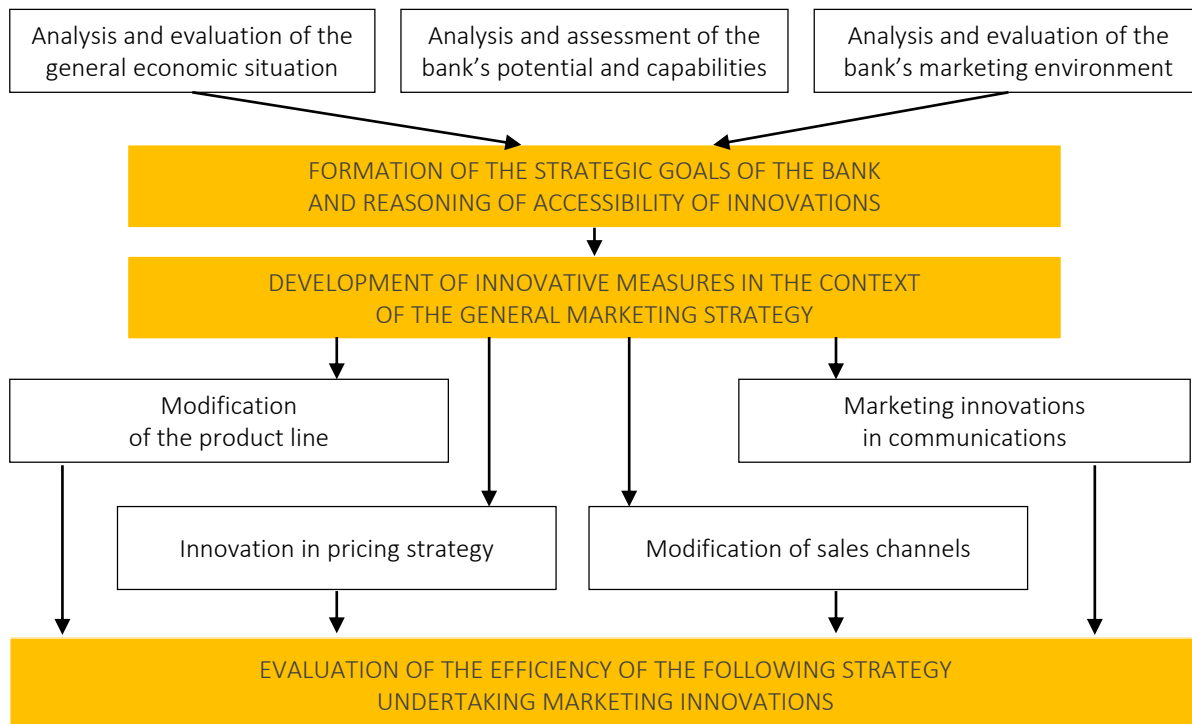 Analysis and evaluation of the
general economic situation
Analysis and assessment of the
bank’s potential and capabilities
Analysis and evaluation of the
bank’s marketing environment
FORMATION OF THE STRATEGIC GOALS OF THE BANK
AND REASONING OF ACCESSIBILITY OF INNOVATIONS
DEVELOPMENT OF INNOVATIVE MEASURES IN THE CONTEXT
OF THE GENERAL MARKETING STRATEGY
Modification
of the product line
Marketing innovations
in communications
Innovation in pricing strategy
Modification of sales channels
EVALUATION OF THE EFFICIENCY OF THE FOLLOWING STRATEGY
UNDERTAKING MARKETING INNOVATIONS